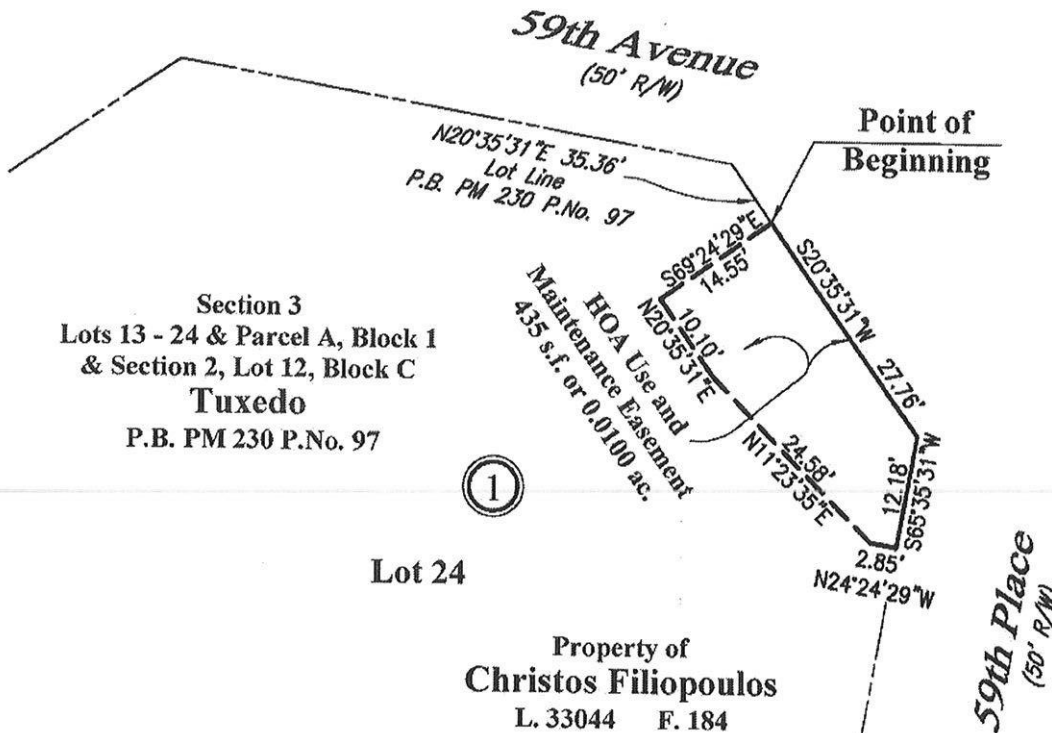 59th Avenue
(50' R/W)
Point of
Beginning
N20°35'31"E 35.36'
Lot Line
P.B. PM 230 P.No. 97
S69°24'29"E
14.55'
S20°35'31"W
27.76'
10.10'
N20°35'31"E
HOA Use and
Maintenance Easement
435 s.f. or 0.0100 ac.
Section 3
Lots 13 - 24 & Parcel A, Block 1
& Section 2, Lot 12, Block C
Tuxedo
P.B. PM 230 P.No. 97
24.58'
N11°23'35"E
12.18'
S65°35'31"W
1
2.85'
N24°24'29"W
Lot 24
59th Place
(50' R/W)
Property of
Christos Filiopoulos
L. 33044 F. 184